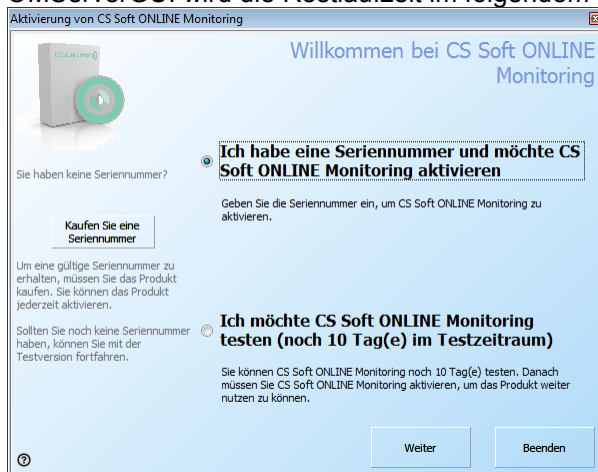 Aktivierung von CS Soft ONLINE Monitoring
Willkommen bei CS Soft ONLINE
Monitoring
Sie haben keine Seriennummer?
Kaufen Sie eine
Seriennummer
Um eine gültige Seriennummer zu
erhalten, müssen Sie das Produkt
kaufen. Sie können das Produkt
jederzeit aktivieren.
Sollten Sie noch keine Seriennummer
haben, können Sie mit der
Testversion fortfahren.
Ich habe eine Seriennummer und möchte CS
Soft ONLINE Monitoring aktivieren
Geben Sie die Seriennummer ein, um CS Soft ONLINE Monitoring zu
aktivieren.
Ich möchte CS Soft ONLINE Monitoring
testen (noch 10 Tag(e) im Testzeitraum)
Sie können CS Soft ONLINE Monitoring noch 10 Tag(e) testen. Danach
müssen Sie CS Soft ONLINE Monitoring aktivieren, um das Produkt weiter
nutzen zu können.
Weiter
Beenden